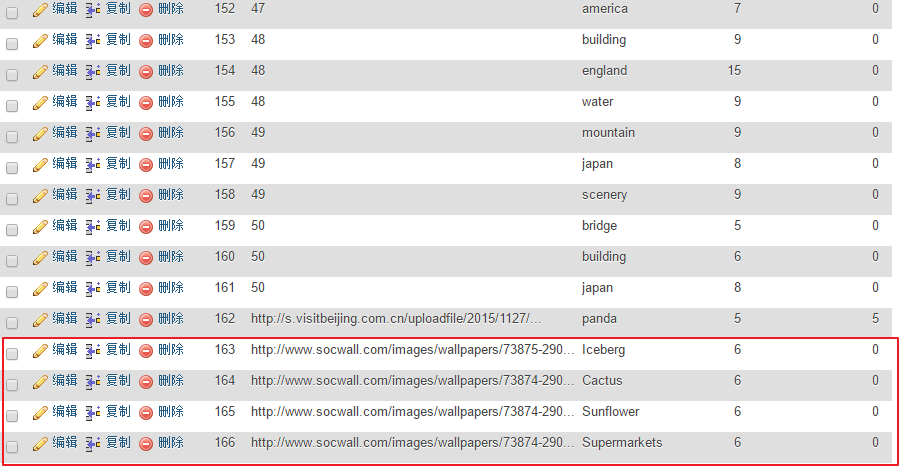 编辑 复制 删除 152 47 america 7 0
编辑 复制 删除 153 48 building 9 0
编辑 复制 删除 154 48 england 15 0
编辑 复制 删除 155 48 water 9 0
编辑 复制 删除 156 49 mountain 9 0
编辑 复制 删除 157 49 japan 8 0
编辑 复制 删除 158 49 scenery 9 0
编辑 复制 删除 159 50 bridge 5 0
编辑 复制 删除 160 50 building 6 0
编辑 复制 删除 161 50 japan 8 0
编辑 复制 删除 162 http://s.visitbeijing.com.cn/uploadfile/2015/1127/... panda 5 5
编辑 复制 删除 163 http://www.socwall.com/images/wallpapers/73875-290... Iceberg 6 0
编辑 复制 删除 164 http://www.socwall.com/images/wallpapers/73874-290... Cactus 6 0
编辑 复制 删除 165 http://www.socwall.com/images/wallpapers/73874-290... Sunflower 6 0
编辑 复制 删除 166 http://www.socwall.com/images/wallpapers/73874-290... Supermarkets 6 0